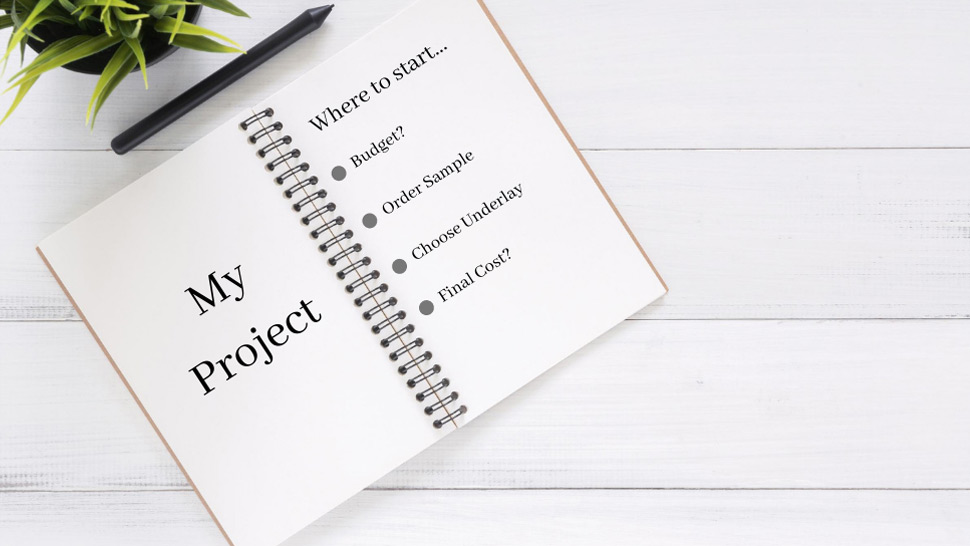 My
Project
Where to start...
Budget?
Order Sample
Choose Underlay
Final Cost?